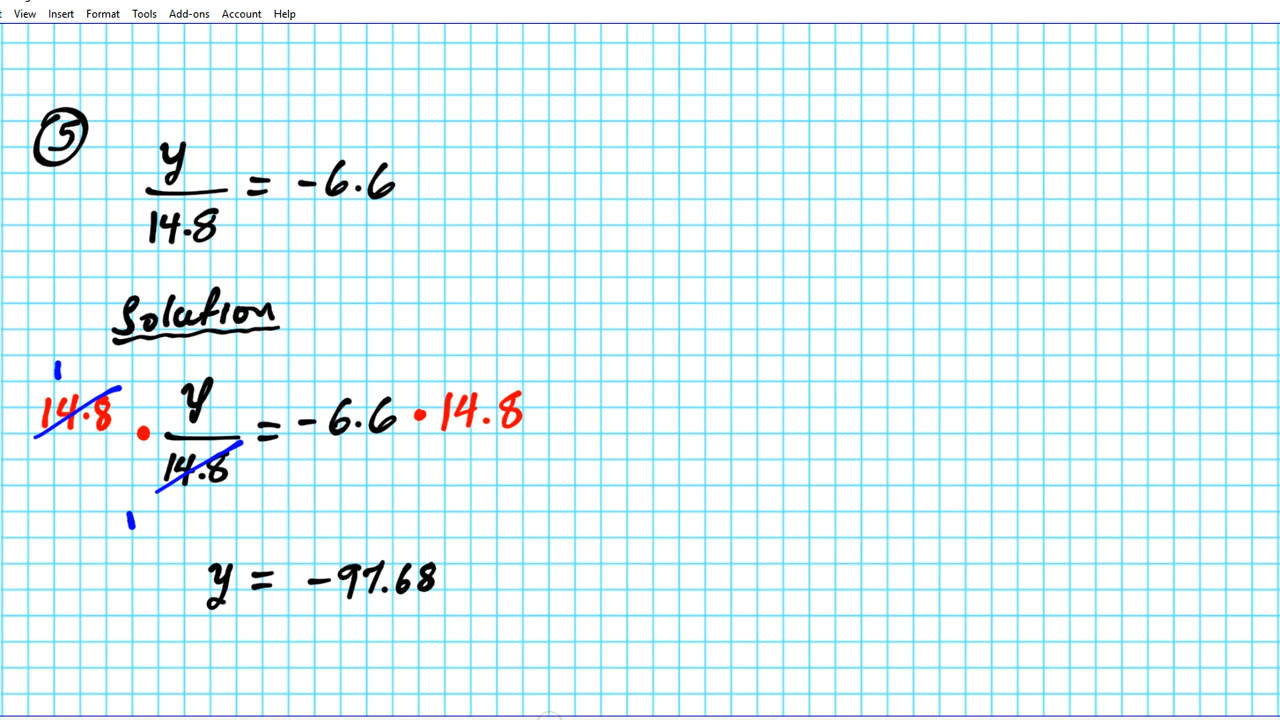 View Insert Format Tools Add-ons Account Help
5
y
14.8
= -6.6
Solution
1
14.8 • y
14.8
= -6.6 • 14.8
1
y = -97.68